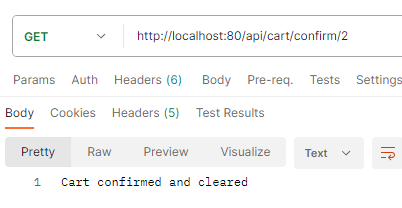 GET http://localhost:80/api/cart/confirm/2
Params Auth Headers (6) Body Pre-req. Tests Settings
Body Cookies Headers (5) Test Results
Pretty Raw Preview Visualize Text
1 Cart confirmed and cleared